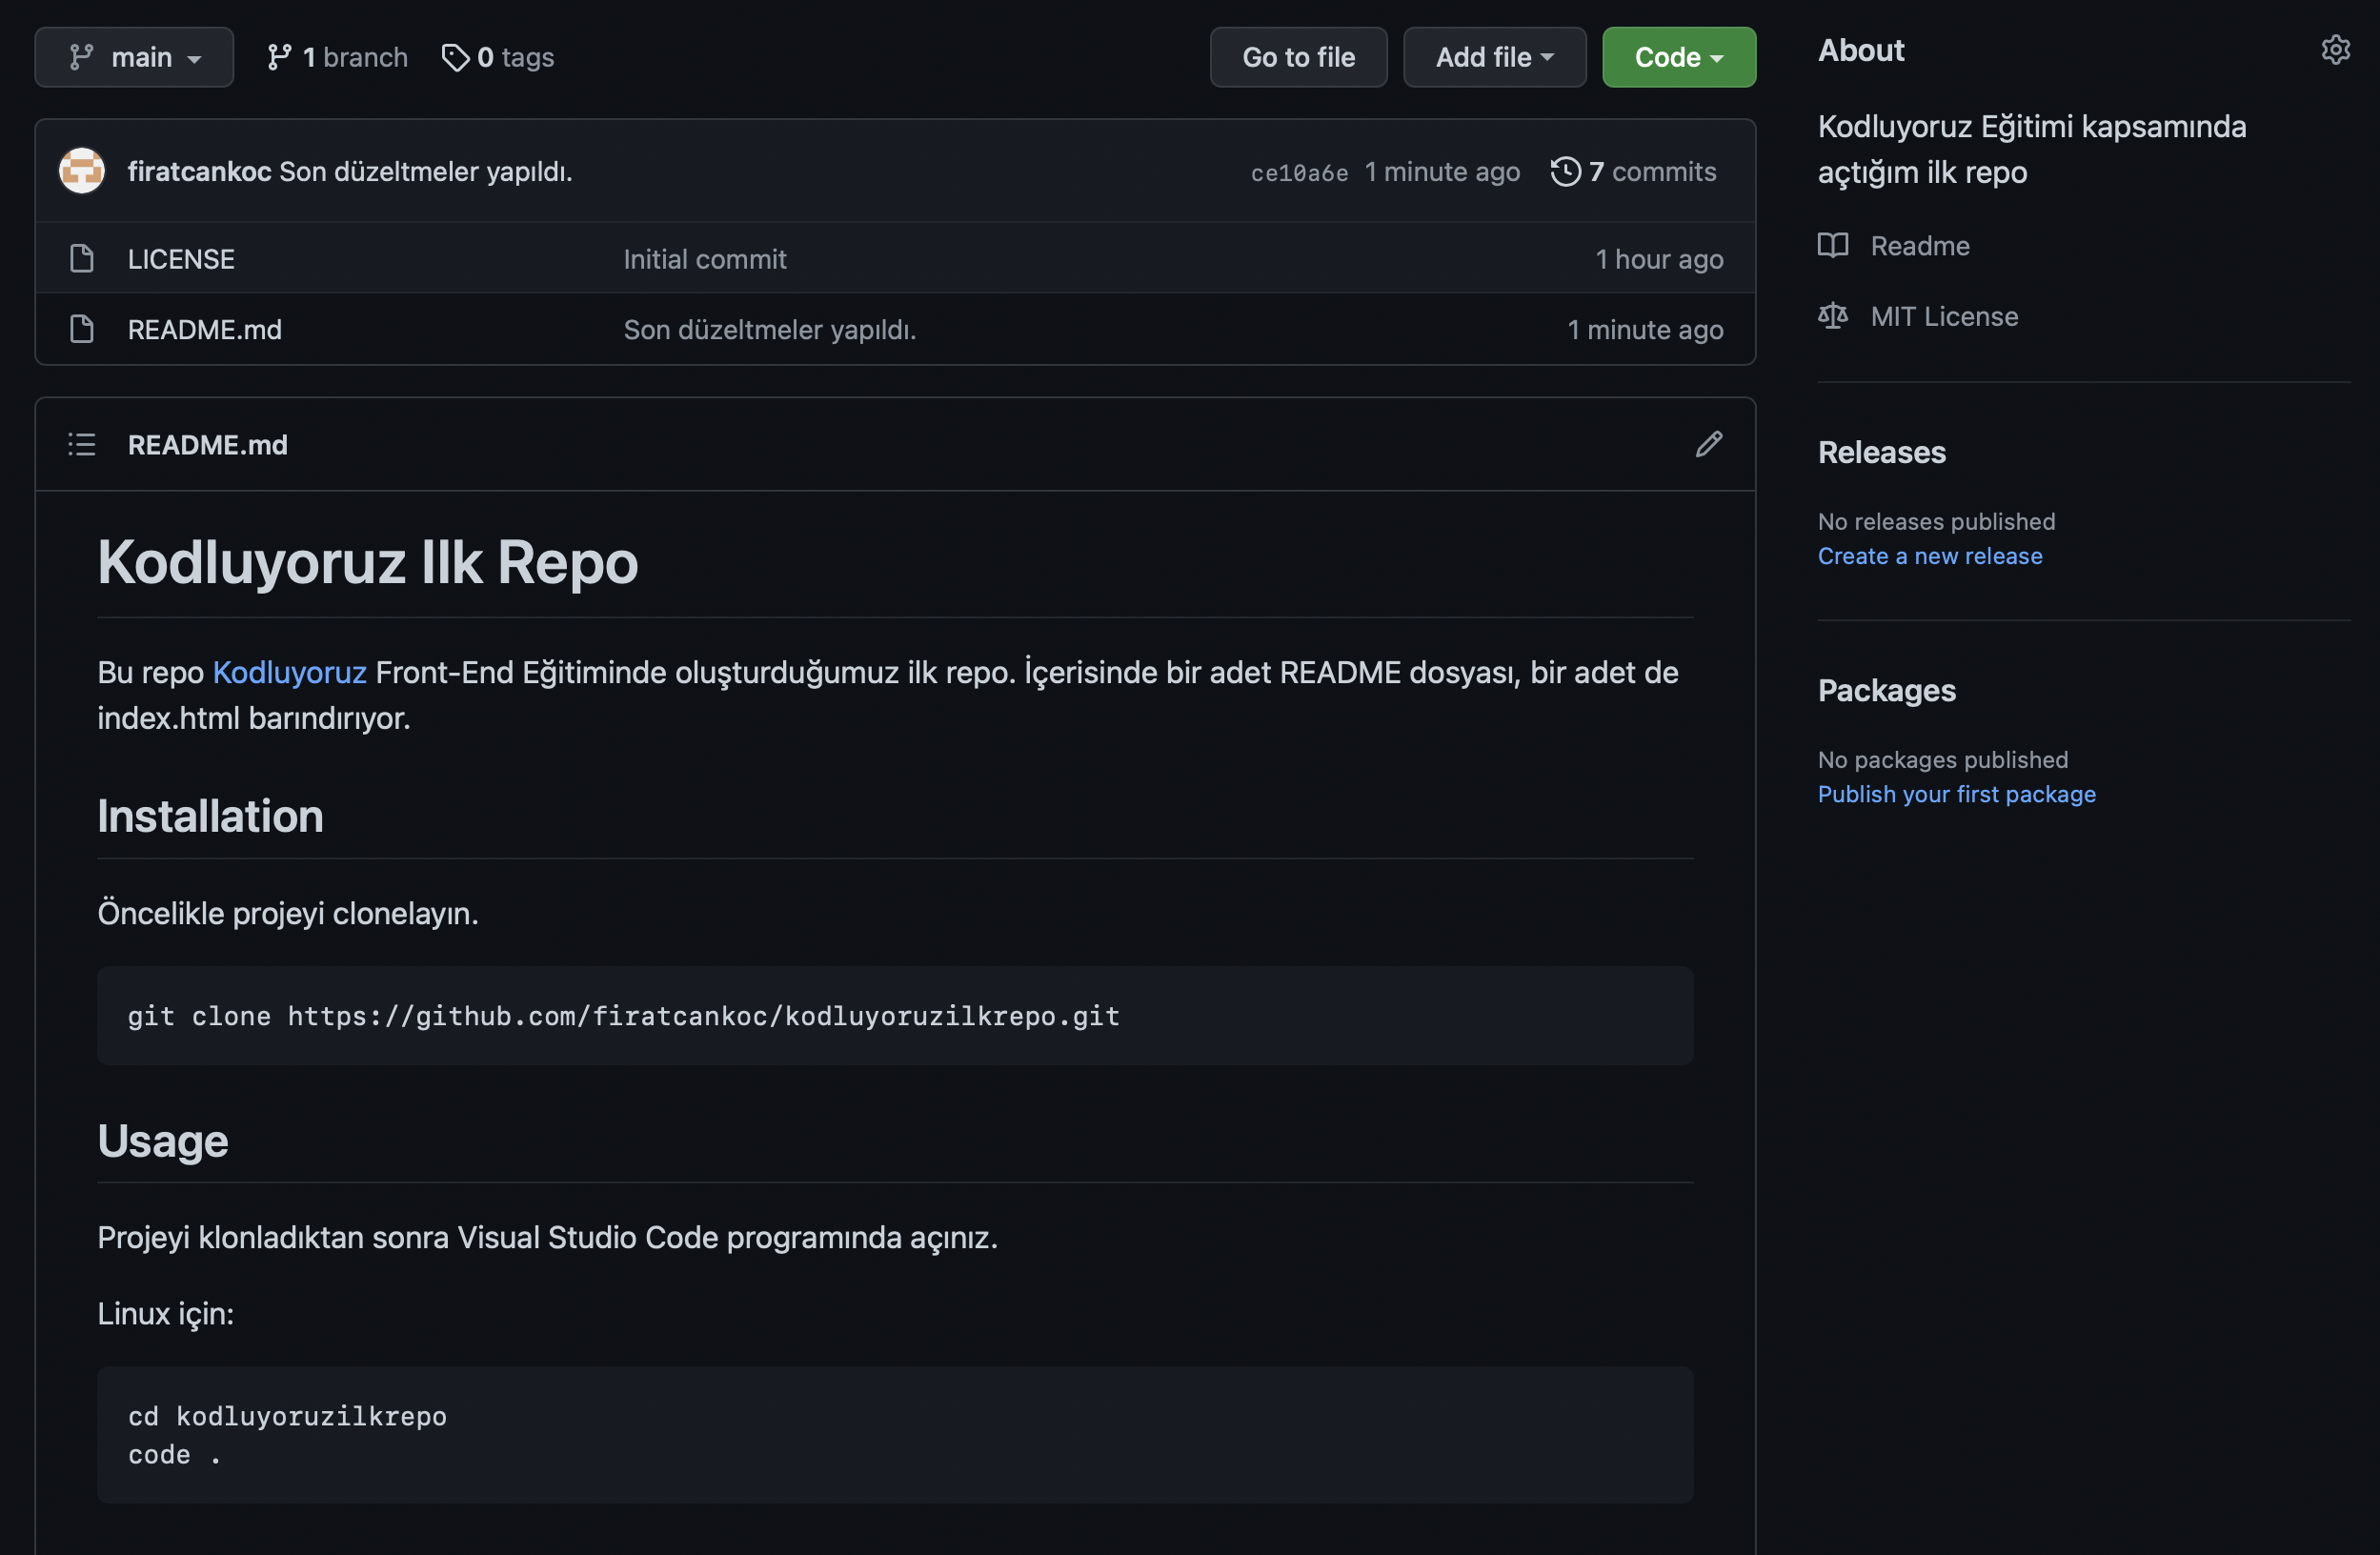 main
1 branch
0 tags
Go to file
Add file
Code
firatcankoc Son düzeltmeler yapıldı.
ce10a6e 1 minute ago
7 commits
LICENSE
Initial commit
1 hour ago
README.md
Son düzeltmeler yapıldı.
1 minute ago
README.md
Kodluyoruz Ilk Repo
Bu repo Kodluyoruz Front-End Eğitiminde oluşturduğumuz ilk repo. İçerisinde bir adet README dosyası, bir adet de
index.html barındırıyor.
Installation
Öncelikle projeyi clonelayın.
git clone https://github.com/firatcankoc/kodluyoruzilkrepo.git
Usage
Projeyi klonladıktan sonra Visual Studio Code programında açınız.
Linux için:
cd kodluyoruzilkrepo
code .
About
Kodluyoruz Eğitimi kapsamında
açtığım ilk repo
Readme
MIT License
Releases
No releases published
Create a new release
Packages
No packages published
Publish your first package